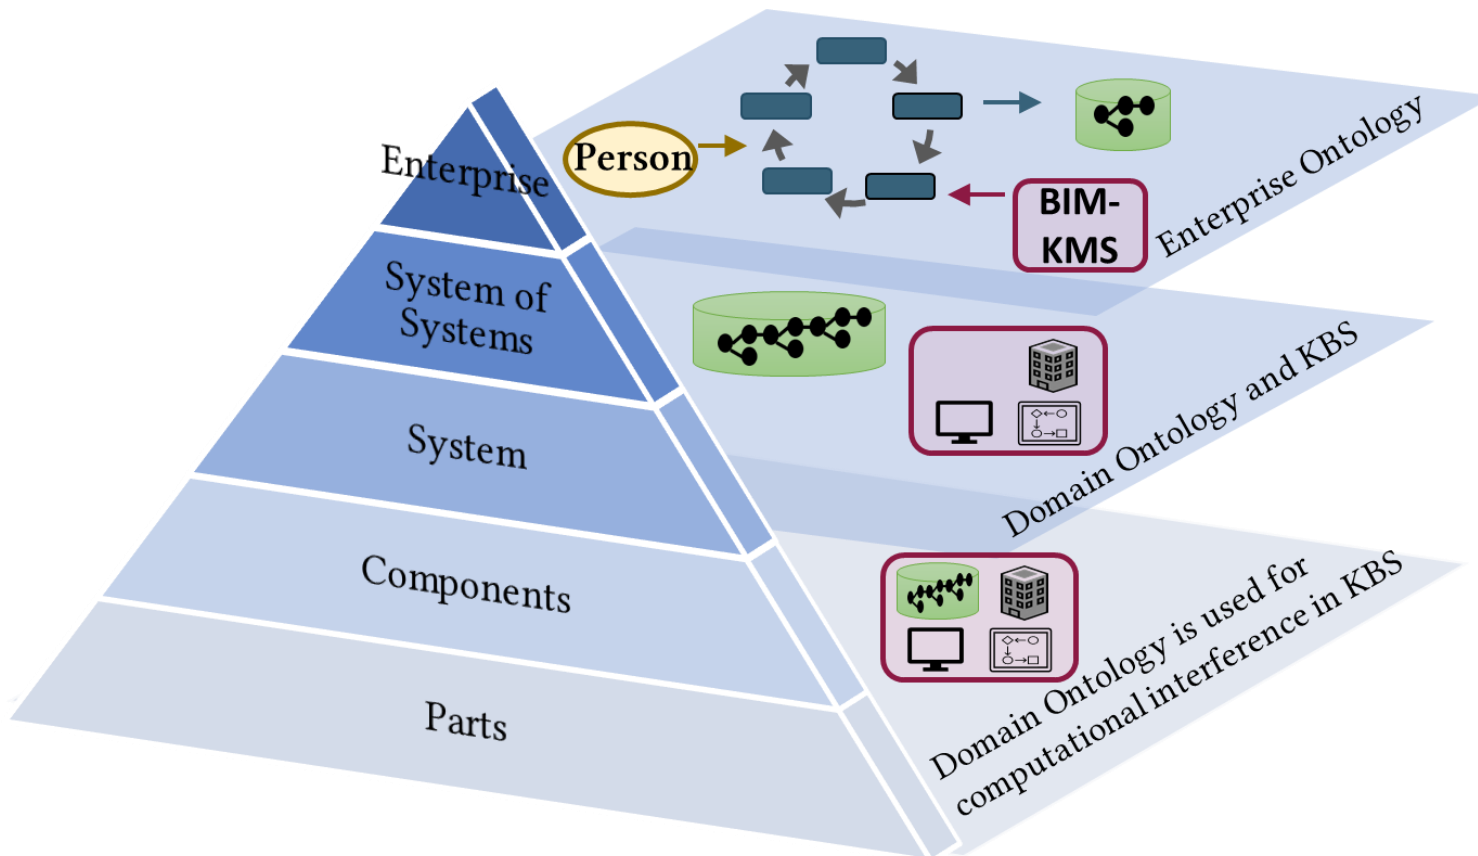 Enterprise
System of
Systems
System
Components
Parts
Person
BIM-
KMS
Enterprise Ontology
Domain Ontology and KBS
Domain Ontology is used for
computational interference in KBS